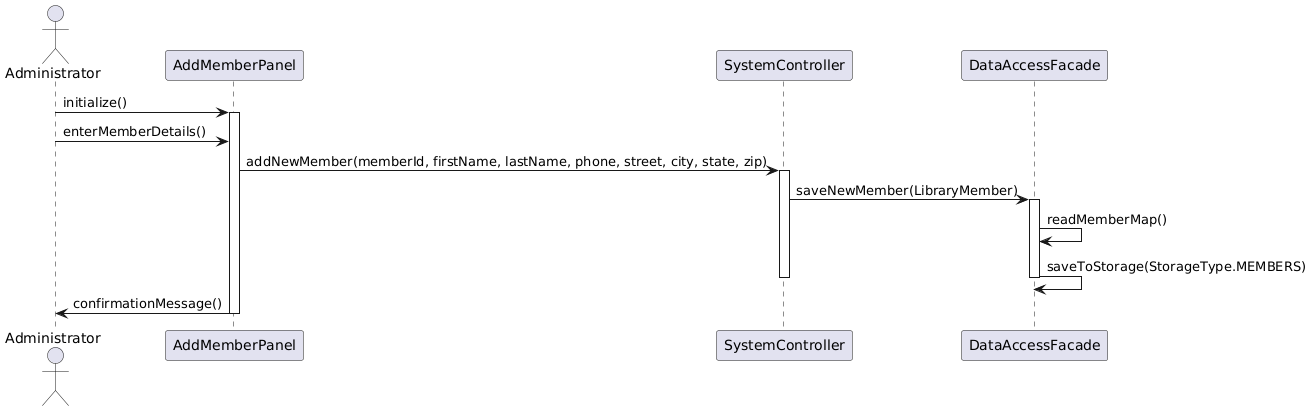 Administrator
AddMemberPanel
SystemController
DataAccessFacade
initialize()
enterMemberDetails()
addNewMember(memberId, firstName, lastName, phone, street, city, state, zip)
saveNewMember(LibraryMember)
readMemberMap()
saveToStorage(StorageType.MEMBERS)
confirmationMessage()
Administrator
AddMemberPanel
SystemController
DataAccessFacade